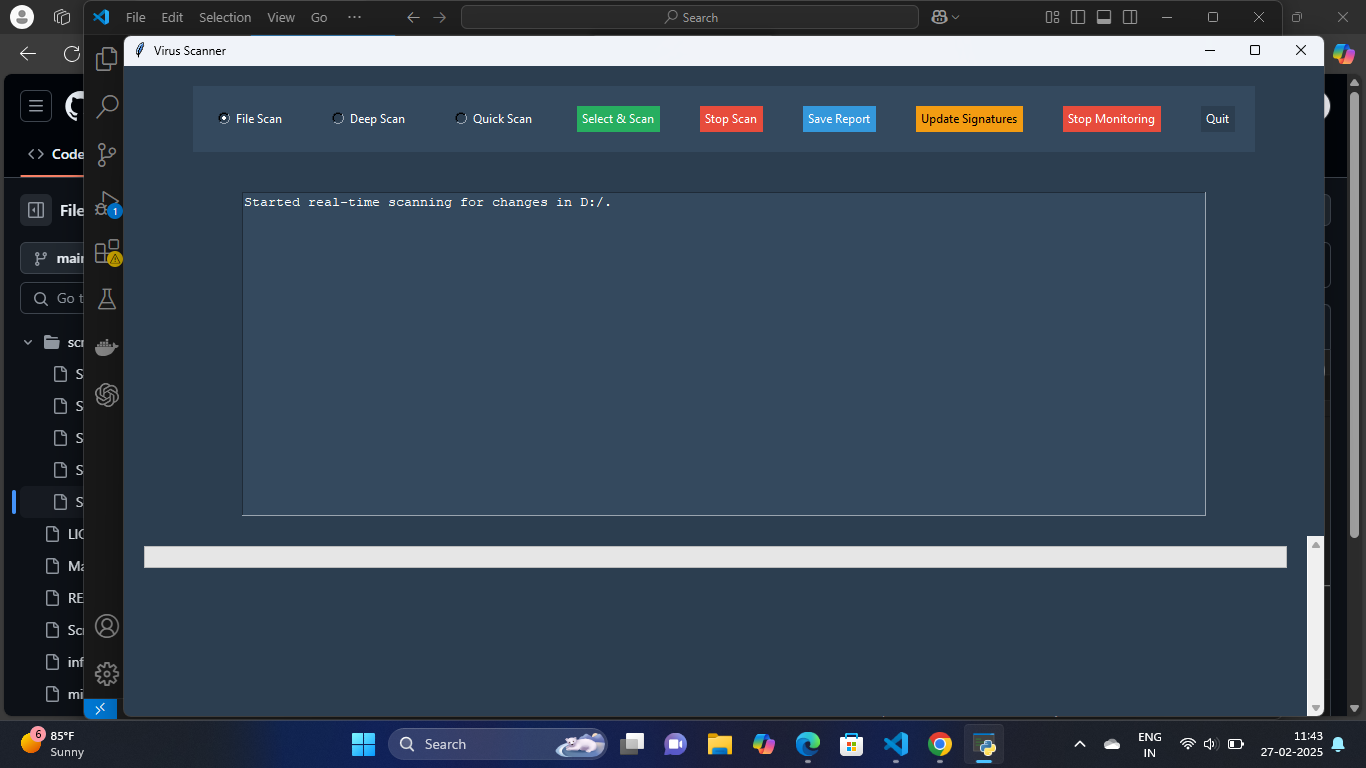 File Edit Selection View Go ··· Search
Virus Scanner
File Scan Deep Scan Quick Scan Select & Scan Stop Scan Save Report Update Signatures Stop Monitoring Quit
Code
Started real-time scanning for changes in D:/.
1
File
main
Go t
scr
S
S
S
S
S
LIC
Ma
RE
Scr
inf
mi
6
85°F
Sunny
Search
ENG
IN
11:43
27-02-2025